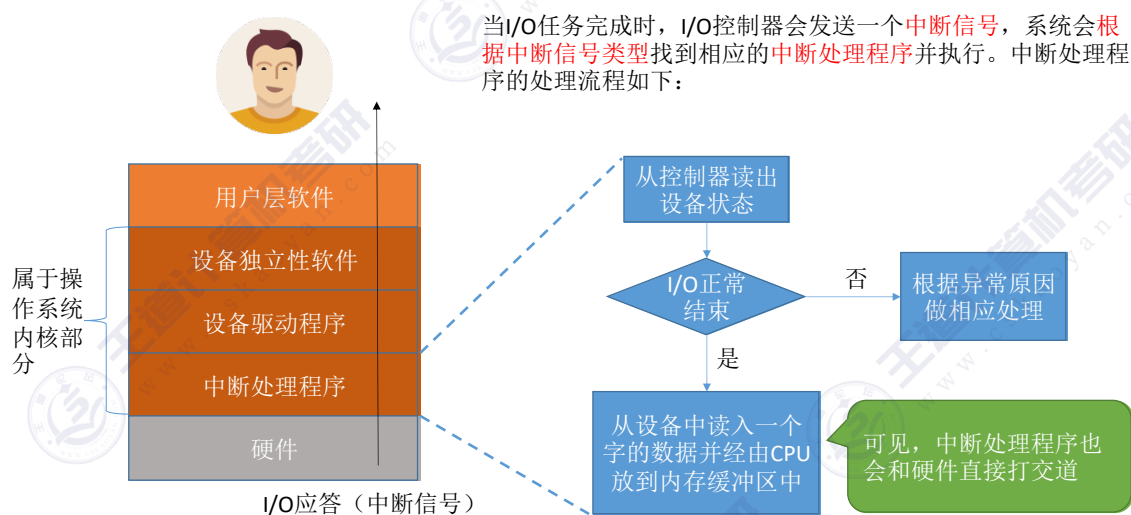 当I/O任务完成时，I/O控制器会发送一个中断信号，系统会根
据中断信号类型找到相应的中断处理程序并执行。中断处理程
序的处理流程如下：
用户层软件
设备独立性软件
设备驱动程序
中断处理程序
硬件
属于操
作系统
内核部
分
I/O应答（中断信号）
从控制器读出
设备状态
I/O正常
结束
否
根据异常原因
做相应处理
是
从设备中读入一个
字的数据并经由CPU
放到内存缓冲区中
可见，中断处理程序也
会和硬件直接打交道
王道计算机考研